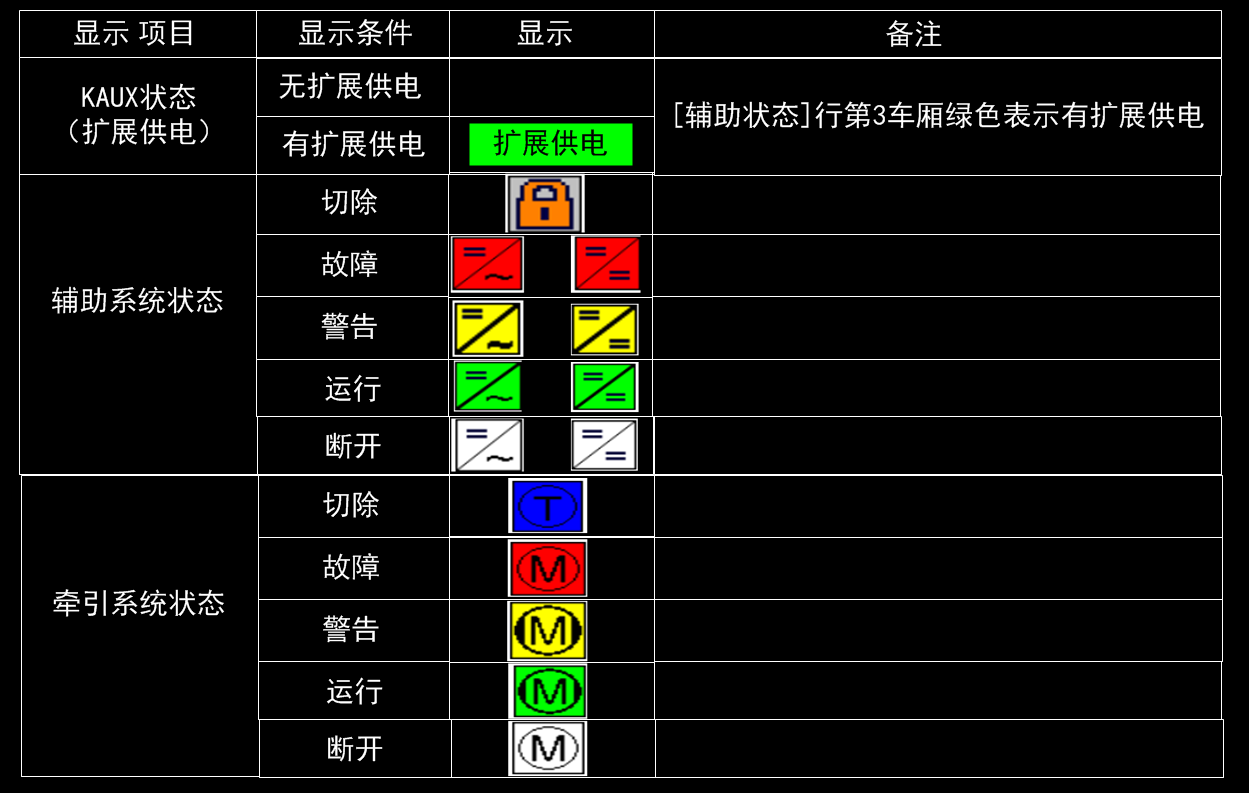 显示 项目
显示条件
显示
备注
KAUX状态
（扩展供电）
无扩展供电
有扩展供电
扩展供电
[辅助状态]行第3车厢绿色表示有扩展供电
辅助系统状态
切除
故障
警告
运行
断开
牵引系统状态
切除
T
故障
M
警告
M
运行
M
断开
M